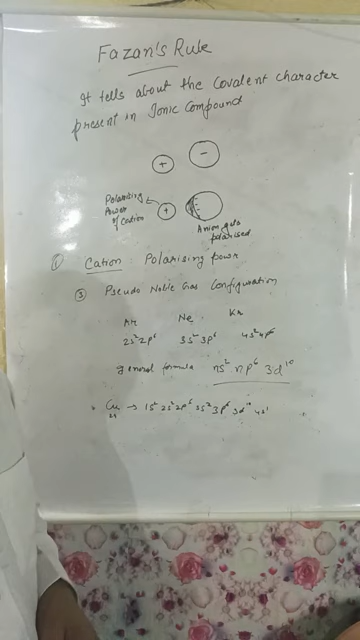 Fazan's Rule
It tells about the Covalent character
present in Ionic Compound
+ -
Polarising
Power
of cation
+
Anion gets
polarised
① Cation: Polarising power
③ Pseudo Noble Gas Configuration
Ar Ne Kr
2s² 2p⁶ 3s² 3p⁶ 4s² 4p⁶
general formula ns² np⁶ 3d¹⁰
Cu → 1s² 2s² 2p⁶ 3s² 3p⁶ 3d¹⁰ 4s¹
29